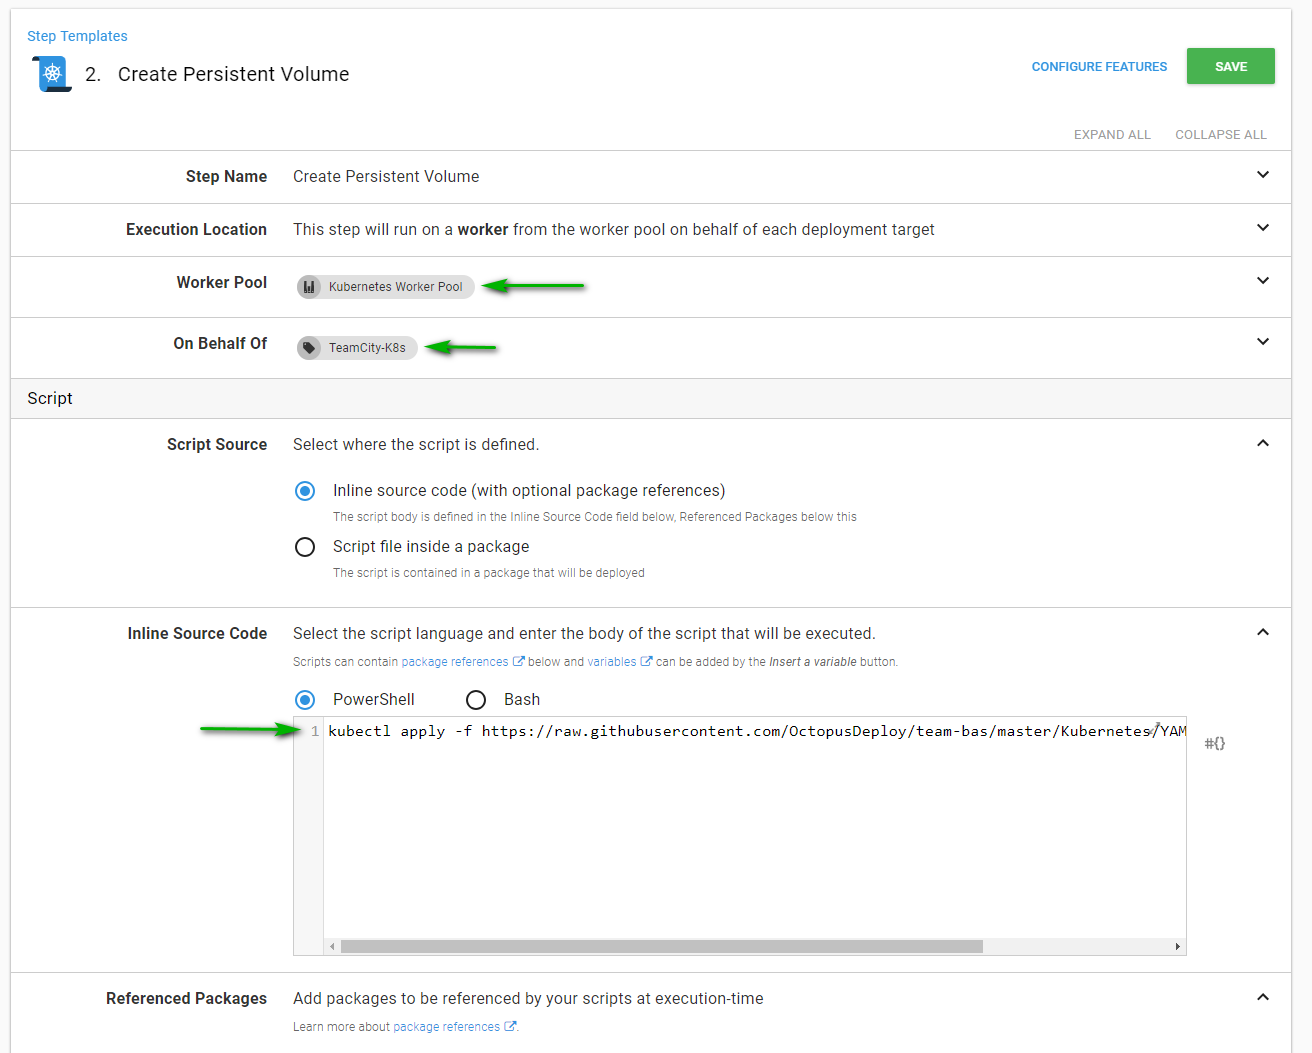 Step Templates
2. Create Persistent Volume
CONFIGURE FEATURES
SAVE
EXPAND ALL COLLAPSE ALL
Step Name Create Persistent Volume
Execution Location This step will run on a worker from the worker pool on behalf of each deployment target
Worker Pool Kubernetes Worker Pool
On Behalf Of TeamCity-K8s
Script
Script Source Select where the script is defined.
Inline source code (with optional package references)
The script body is defined in the Inline Source Code field below, Referenced Packages below this
Script file inside a package
The script is contained in a package that will be deployed
Inline Source Code Select the script language and enter the body of the script that will be executed.
Scripts can contain package references below and variables can be added by the Insert a variable button.
PowerShell Bash
1 kubectl apply -f https://raw.githubusercontent.com/OctopusDeploy/team-bas/master/Kubernetes/YAM
#{}
Referenced Packages Add packages to be referenced by your scripts at execution-time
Learn more about package references.